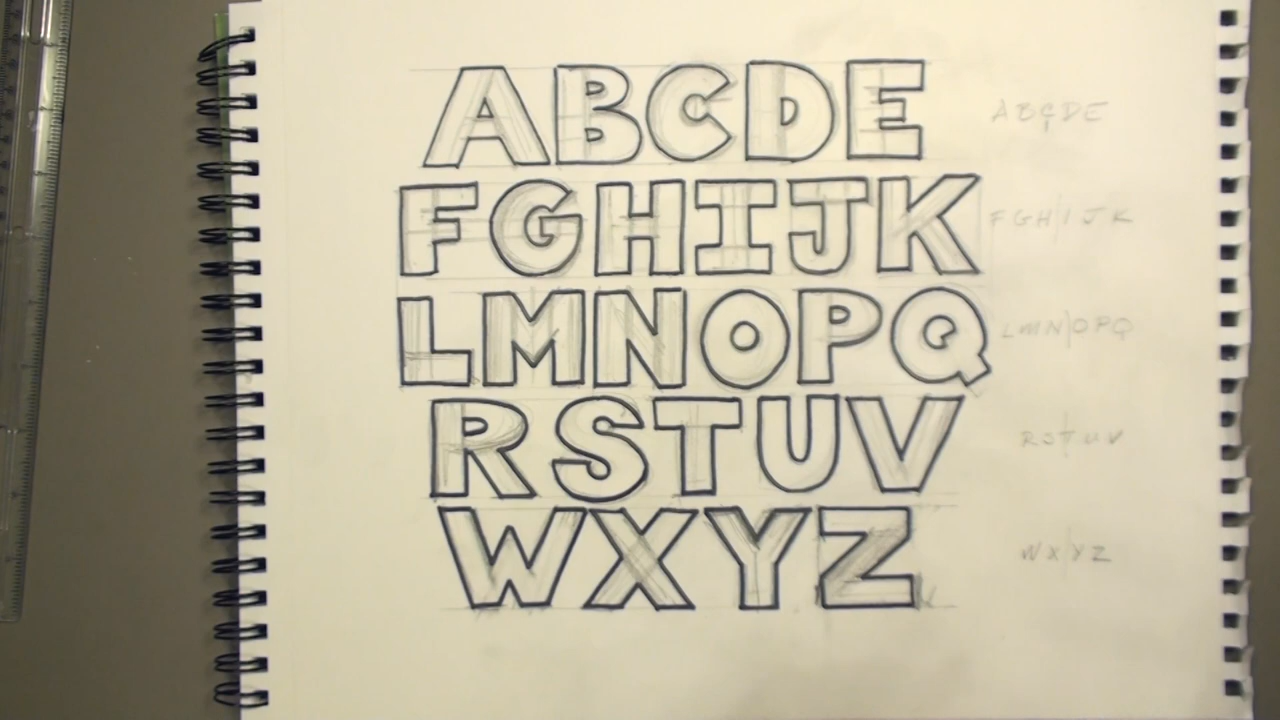 ABCDE ABCDE
FGHIJK FGHIJK
LMNOPQ LMNOPQ
RSTUV RSTUV
WXYZ WXYZ